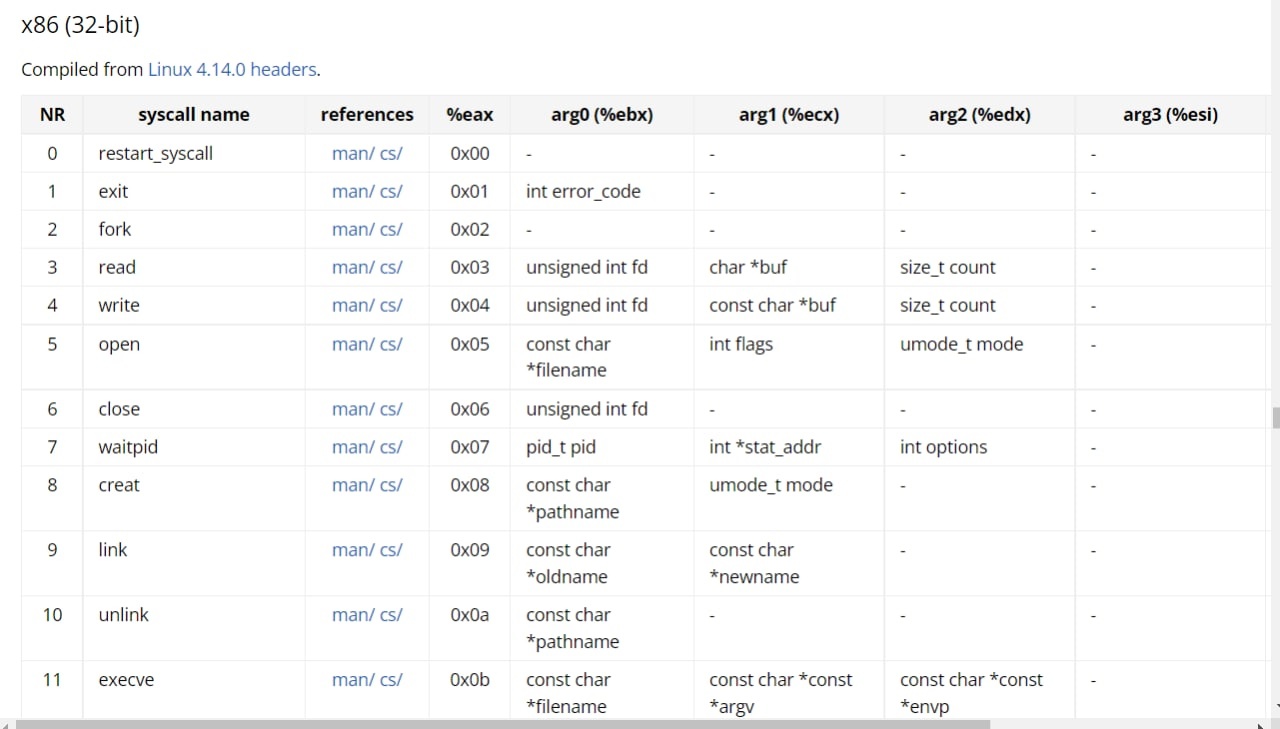 x86 (32-bit)
Compiled from Linux 4.14.0 headers.
NR syscall name references %eax arg0 (%ebx) arg1 (%ecx) arg2 (%edx) arg3 (%esi)
0 restart_syscall man/ cs/ 0x00 - - - -
1 exit man/ cs/ 0x01 int error_code - - -
2 fork man/ cs/ 0x02 - - - -
3 read man/ cs/ 0x03 unsigned int fd char *buf size_t count -
4 write man/ cs/ 0x04 unsigned int fd const char *buf size_t count -
5 open man/ cs/ 0x05 const char int flags umode_t mode -
*filename
6 close man/ cs/ 0x06 unsigned int fd - - -
7 waitpid man/ cs/ 0x07 pid_t pid int *stat_addr int options -
8 creat man/ cs/ 0x08 const char umode_t mode - -
*pathname
9 link man/ cs/ 0x09 const char const char - -
*oldname *newname
10 unlink man/ cs/ 0x0a const char - - -
*pathname
11 execve man/ cs/ 0x0b const char const char *const const char *const -
*filename *argv *envp